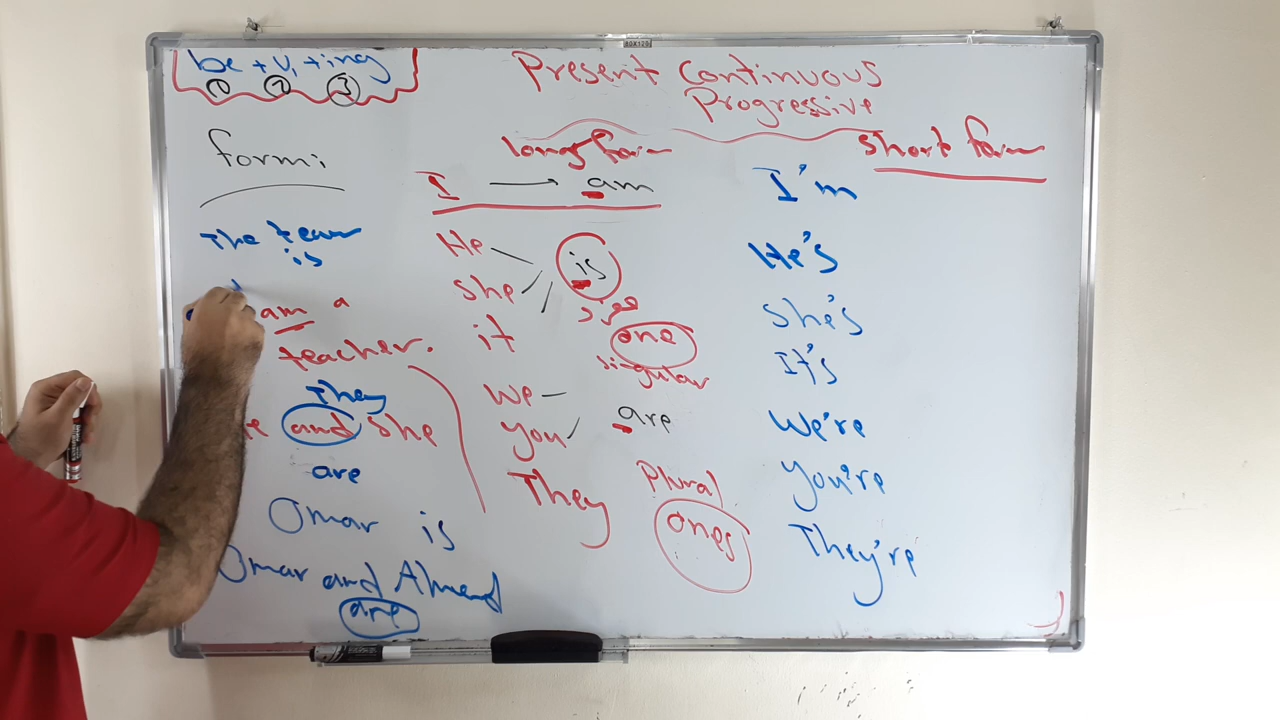 be + V1 + ing
1 2 3
Present Continuous
Progressive
form:
long form
short form
I → am
I'm
He
is
He's
she
she's
it
one
singular
It's
We
are
We're
you
You're
They
Plural
ones
They're
The team
is
am a
teacher.
They
and she
are
Omar is
Omar and Ahmed
are
80X120